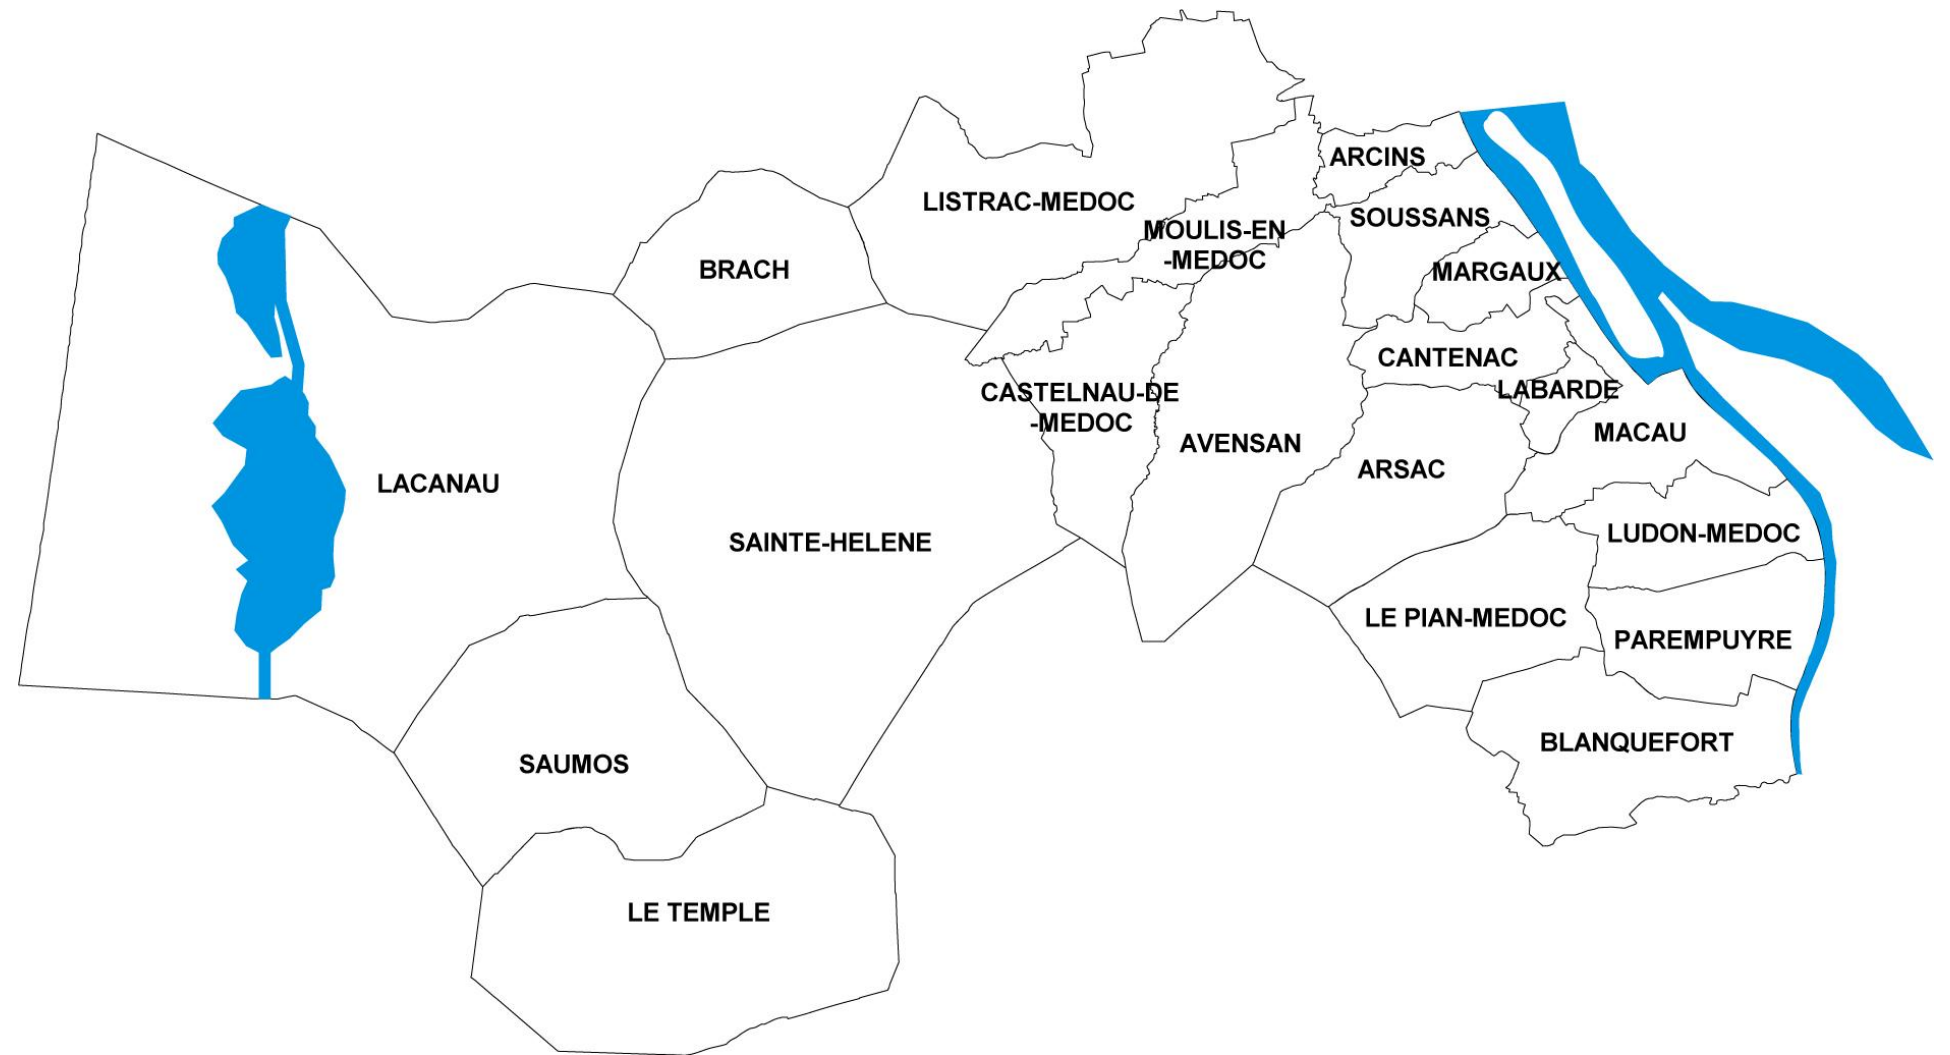 ARCINS
LISTRAC-MEDOC
SOUSSANS
MOULIS-EN
-MEDOC
BRACH
MARGAUX
CANTENAC
CASTELNAU-DE
-MEDOC
LABARDE
MACAU
AVENSAN
ARSAC
LACANAU
SAINTE-HELENE
LUDON-MEDOC
LE PIAN-MEDOC
PAREMPUYRE
BLANQUEFORT
SAUMOS
LE TEMPLE